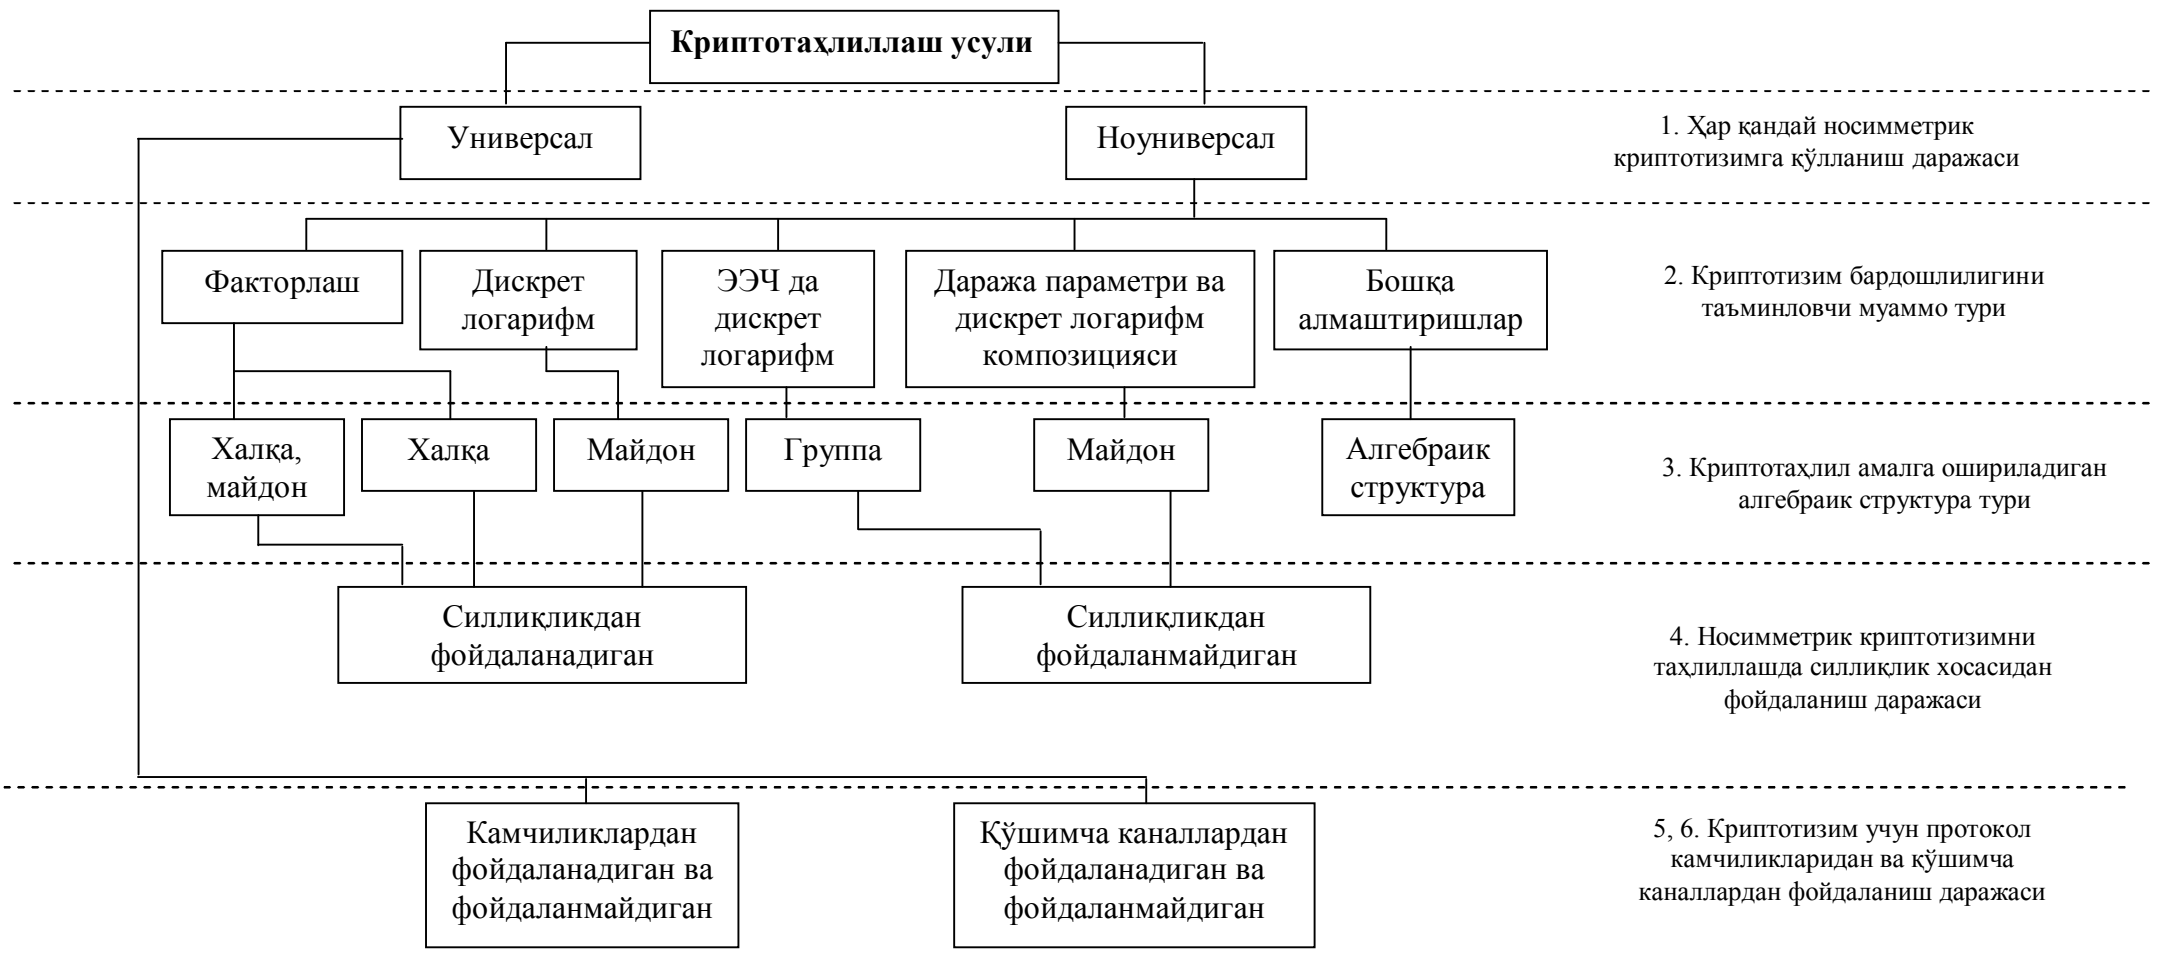 Криптотаҳлиллаш усули
Универсал
Ноуниверсал
1. Ҳар қандай носимметрик
криптотизимга қўлланиш даражаси
Факторлаш
Дискрет
логарифм
ЭЭЧ да
дискрет
логарифм
Даража параметри ва
дискрет логарифм
композицияси
Бошқа
алмаштиришлар
2. Криптотизим бардошлилигини
таъминловчи муаммо тури
Халқа,
майдон
Халқа
Майдон
Группа
Майдон
Алгебраик
структура
3. Криптотаҳлил амалга ошириладиган
алгебраик структура тури
Силлиқликдан
фойдаланадиган
Силлиқликдан
фойдаланмайдиган
4. Носимметрик криптотизимни
таҳлиллашда силлиқлик хосасидан
фойдаланиш даражаси
Камчиликлардан
фойдаланадиган ва
фойдаланмайдиган
Қўшимча каналлардан
фойдаланадиган ва
фойдаланмайдиган
5, 6. Криптотизим учун протокол
камчиликларидан ва қўшимча
каналлардан фойдаланиш даражаси